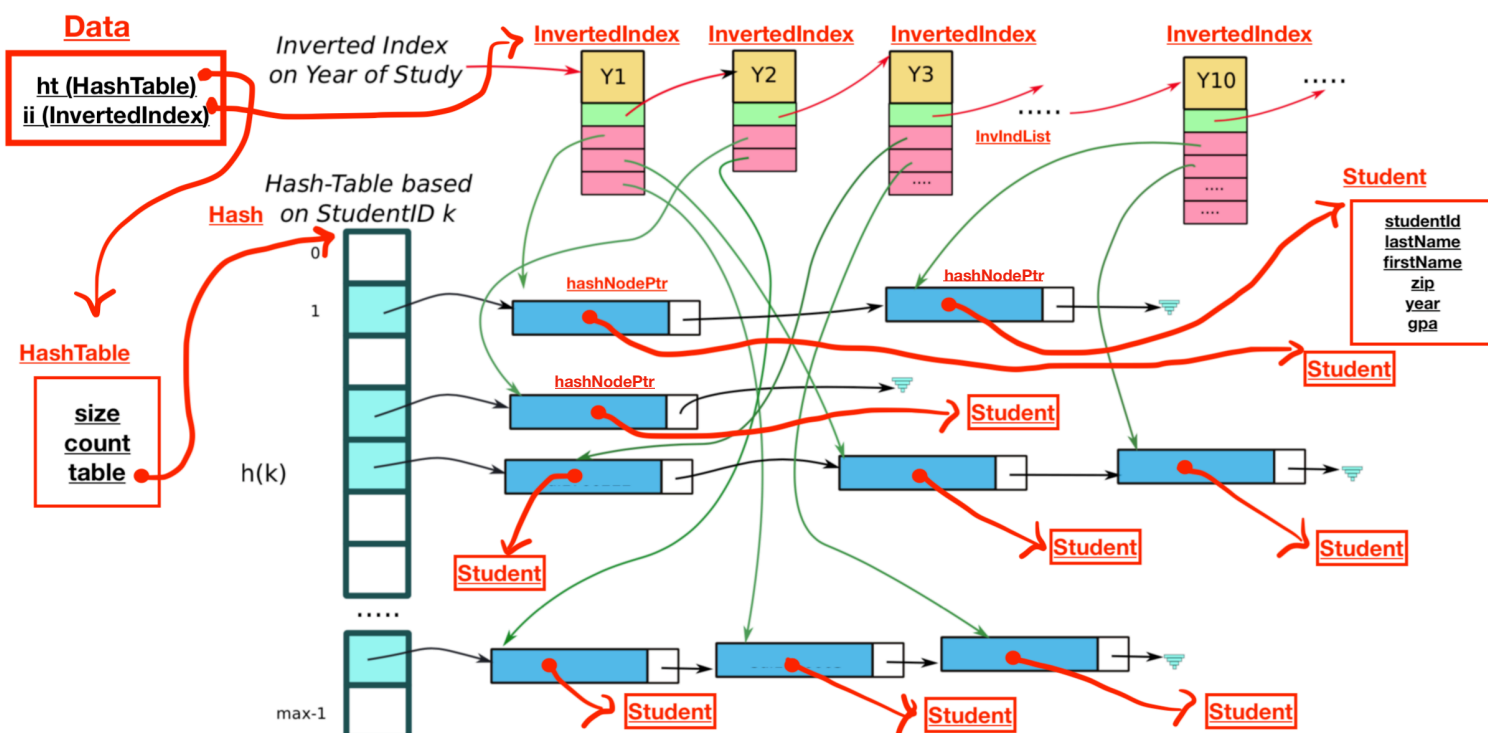 Data
ht (HashTable)
ii (InvertedIndex)
Inverted Index
on Year of Study
InvertedIndex
InvertedIndex
InvertedIndex
InvertedIndex
Y1
Y2
Y3
Y10
.....
.....
InvIndList
....
....
....
Hash-Table based
on StudentID k
Hash
0
1
h(k)
.....
max-1
HashTable
size
count
table
hashNodePtr
hashNodePtr
hashNodePtr
Student
studentId
lastName
firstName
zip
year
gpa
Student
Student
Student
Student
Student
Student
Student
Student